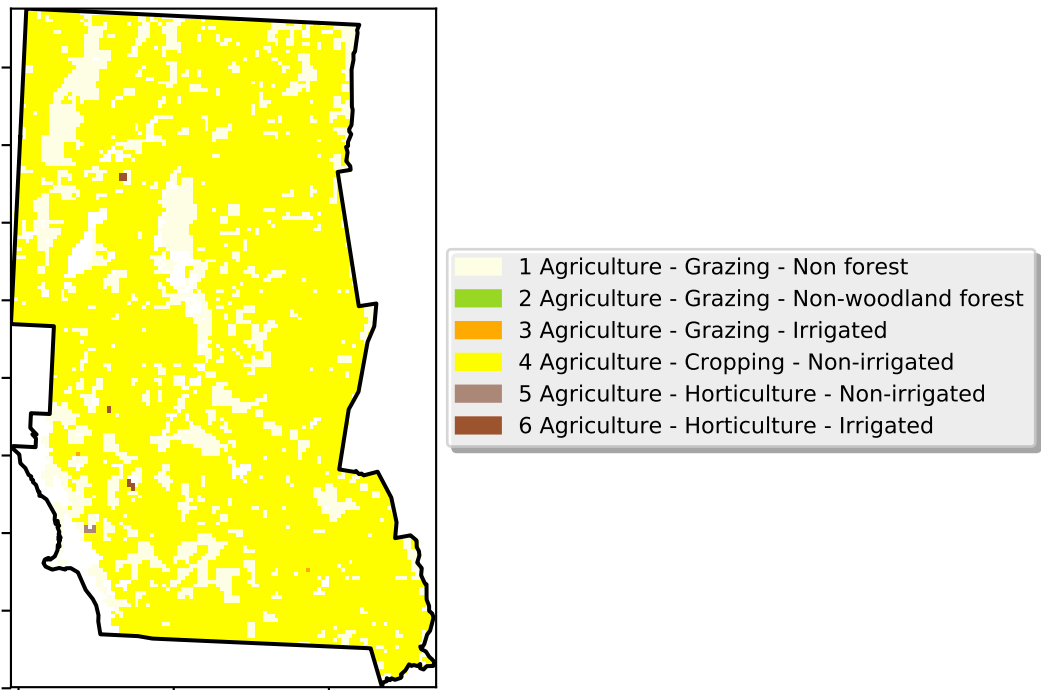 1 Agriculture - Grazing - Non forest
2 Agriculture - Grazing - Non-woodland forest
3 Agriculture - Grazing - Irrigated
4 Agriculture - Cropping - Non-irrigated
5 Agriculture - Horticulture - Non-irrigated
6 Agriculture - Horticulture - Irrigated